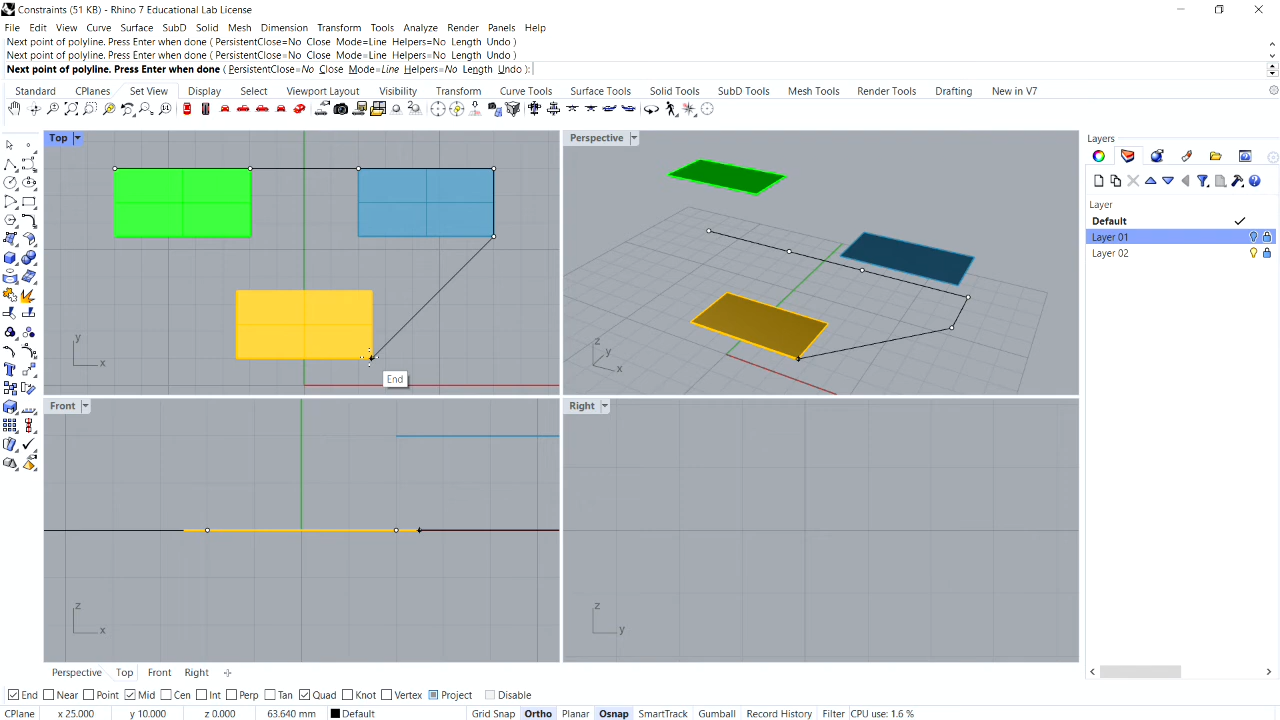 Constraints (51 KB) - Rhino 7 Educational Lab License
File Edit View Curve Surface SubD Solid Mesh Dimension Transform Tools Analyze Render Panels Help
Next point of polyline. Press Enter when done ( PersistentClose=No Close Mode=Line Helpers=No Length Undo )
Next point of polyline. Press Enter when done ( PersistentClose=No Close Mode=Line Helpers=No Length Undo )
Next point of polyline. Press Enter when done ( PersistentClose=No Close Mode=Line Helpers=No Length Undo ):
Standard CPlanes Set View Display Select Viewport Layout Visibility Transform Curve Tools Surface Tools Solid Tools SubD Tools Mesh Tools Render Tools Drafting New in V7
Top
Perspective
y
x
End
z
y
x
Front
Right
z
x
z
y
Layers
Layer
Default
Layer 01
Layer 02
Perspective Top Front Right
End Near Point Mid Cen Int Perp Tan Quad Knot Vertex Project Disable
CPlane x 25.000 y 10.000 z 0.000 63.640 mm Default Grid Snap Ortho Planar Osnap SmartTrack Gumball Record History Filter CPU use: 1.6 %